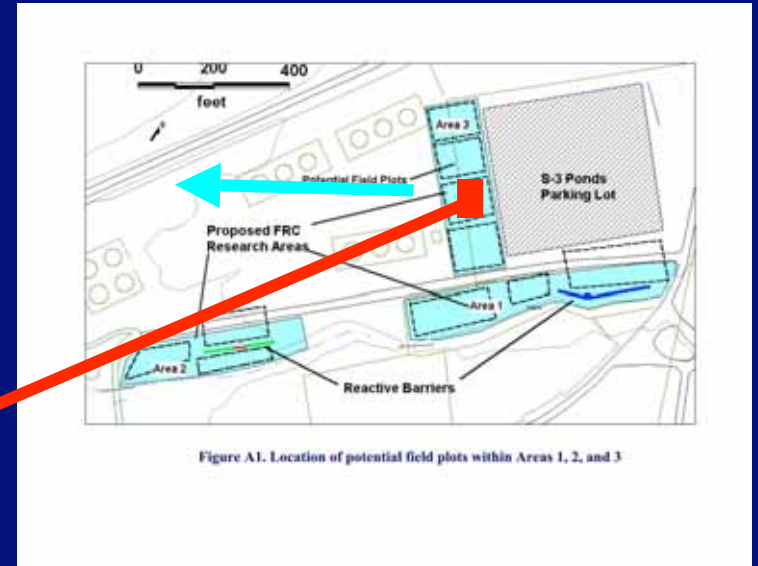 0 200 400
feet
Area 3
Potential Field Plots
S-3 Ponds
Parking Lot
Proposed FRC
Research Areas
Area 1
Area 2
Reactive Barriers
Figure A1. Location of potential field plots within Areas 1, 2, and 3